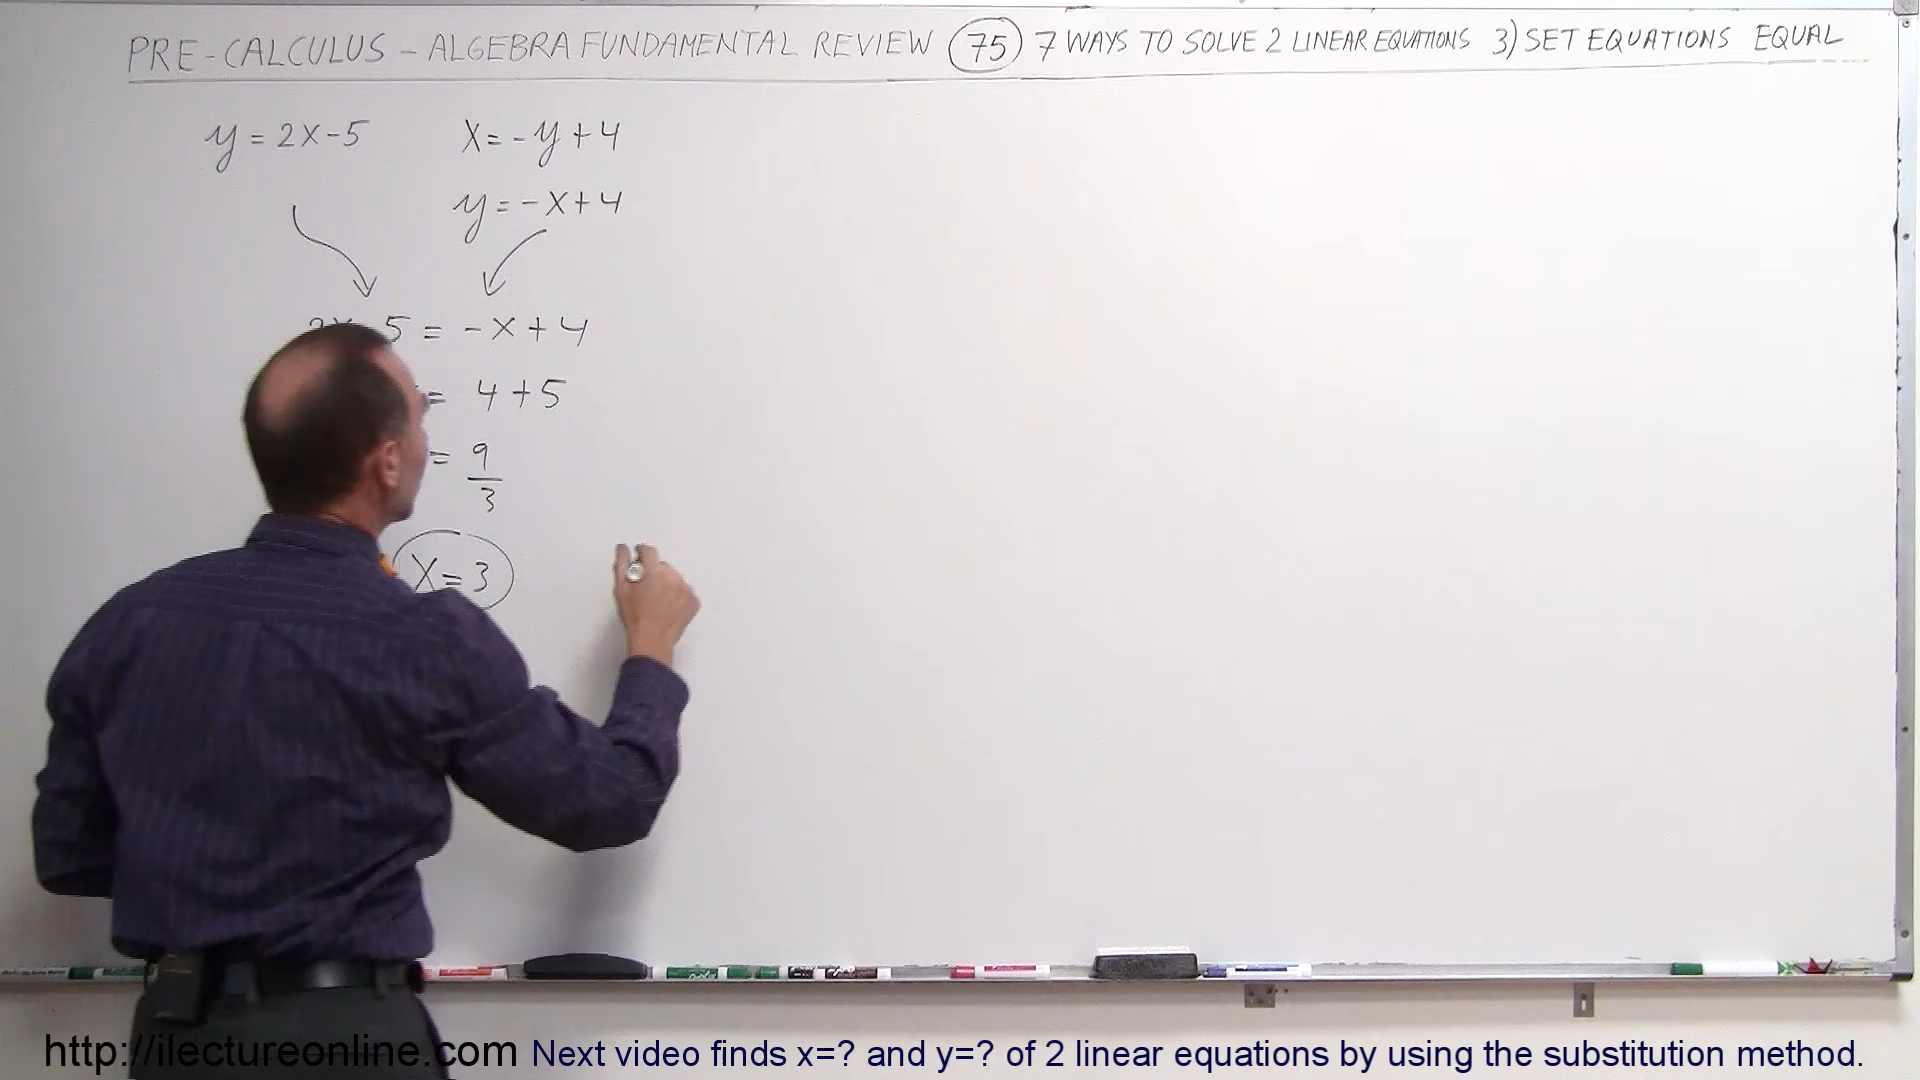 PRE-CALCULUS - ALGEBRA FUNDAMENTAL REVIEW 75 7 WAYS TO SOLVE 2 LINEAR EQUATIONS 3) SET EQUATIONS EQUAL
y = 2x - 5 x = -y + 4
y = -x + 4
5 = -x + 4
= 4 + 5
= 9/3
x = 3
http://ilectureonline.com Next video finds x=? and y=? of 2 linear equations by using the substitution method.